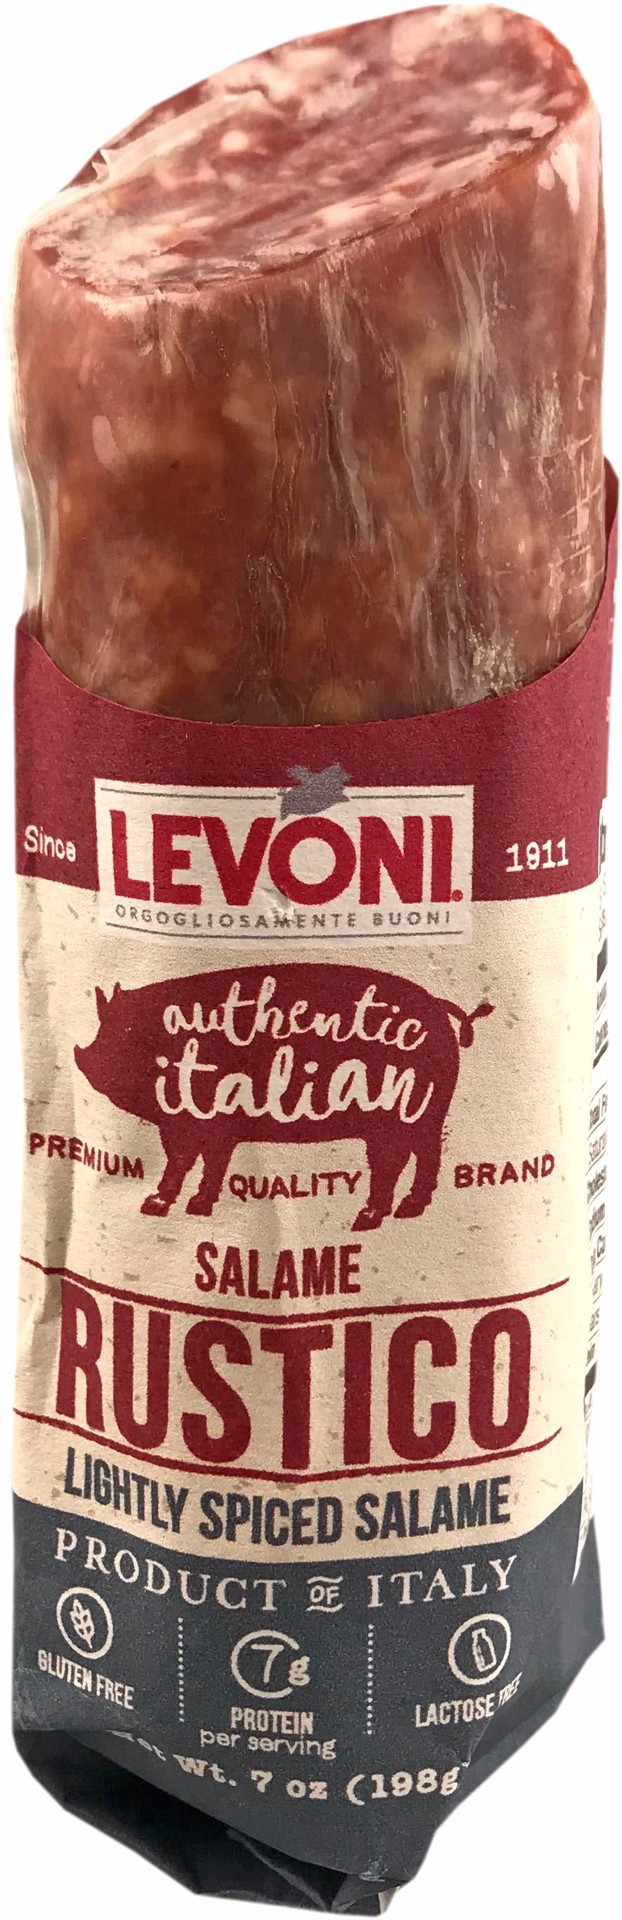 Since
LEVONI
1911
ORGOGLIOSAMENTE BUONI
authentic
italian
PREMIUM QUALITY BRAND
SALAME
RUSTICO
LIGHTLY SPICED SALAME
PRODUCT OF ITALY
GLUTEN FREE
7g
PROTEIN
per serving
LACTOSE FREE
Net Wt. 7 oz (198g